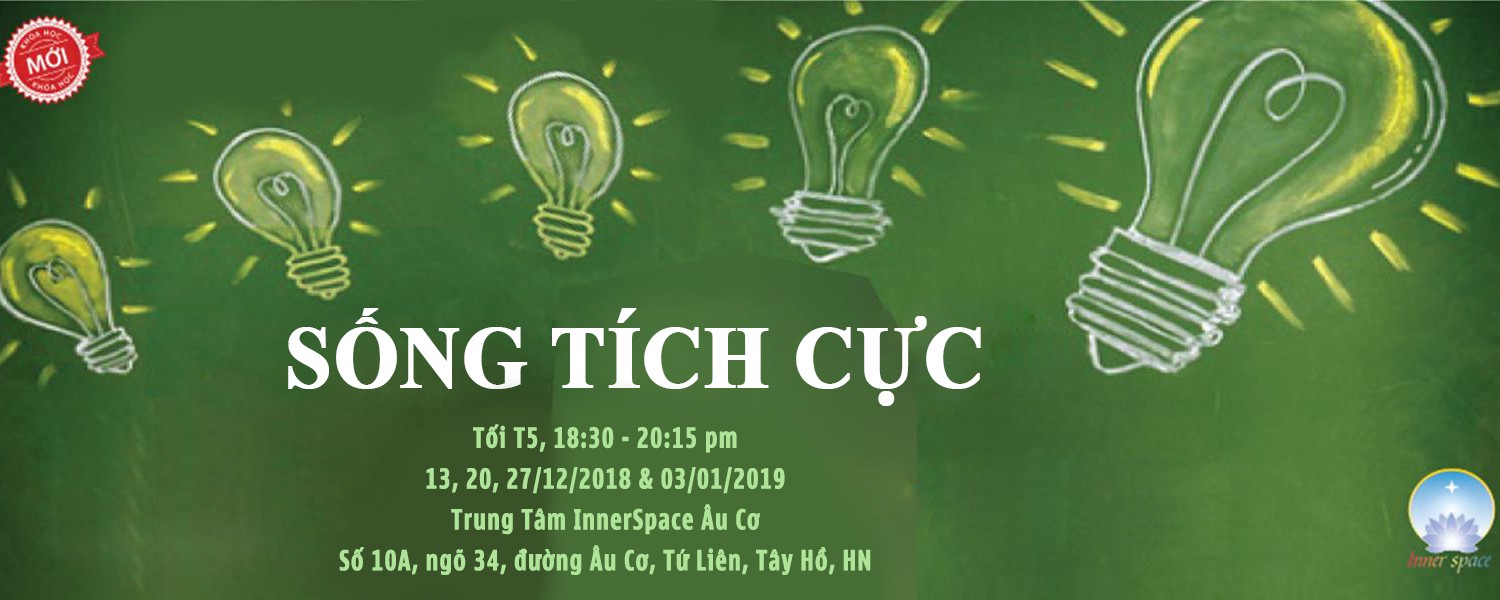 KHÓA HỌC
MỚI
KHÓA HỌC
SỐNG TÍCH CỰC
Tối T5, 18:30 - 20:15 pm
13, 20, 27/12/2018 & 03/01/2019
Trung Tâm InnerSpace Âu Cơ
Số 10A, ngõ 34, đường Âu Cơ, Tứ Liên, Tây Hồ, HN
Inner space